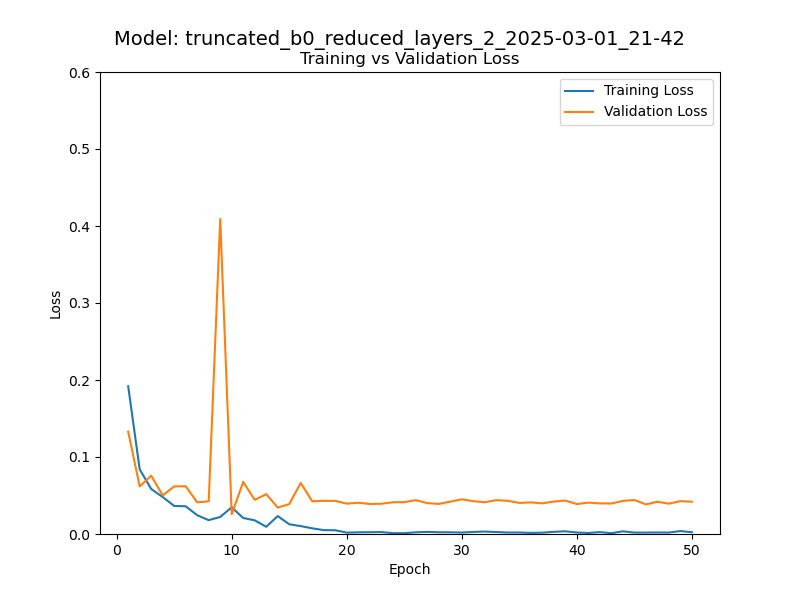 Model: truncated_b0_reduced_layers_2_2025-03-01_21-42
Training vs Validation Loss
Training Loss
Validation Loss
Loss
0.6
0.5
0.4
0.3
0.2
0.1
0.0
0 10 20 30 40 50
Epoch